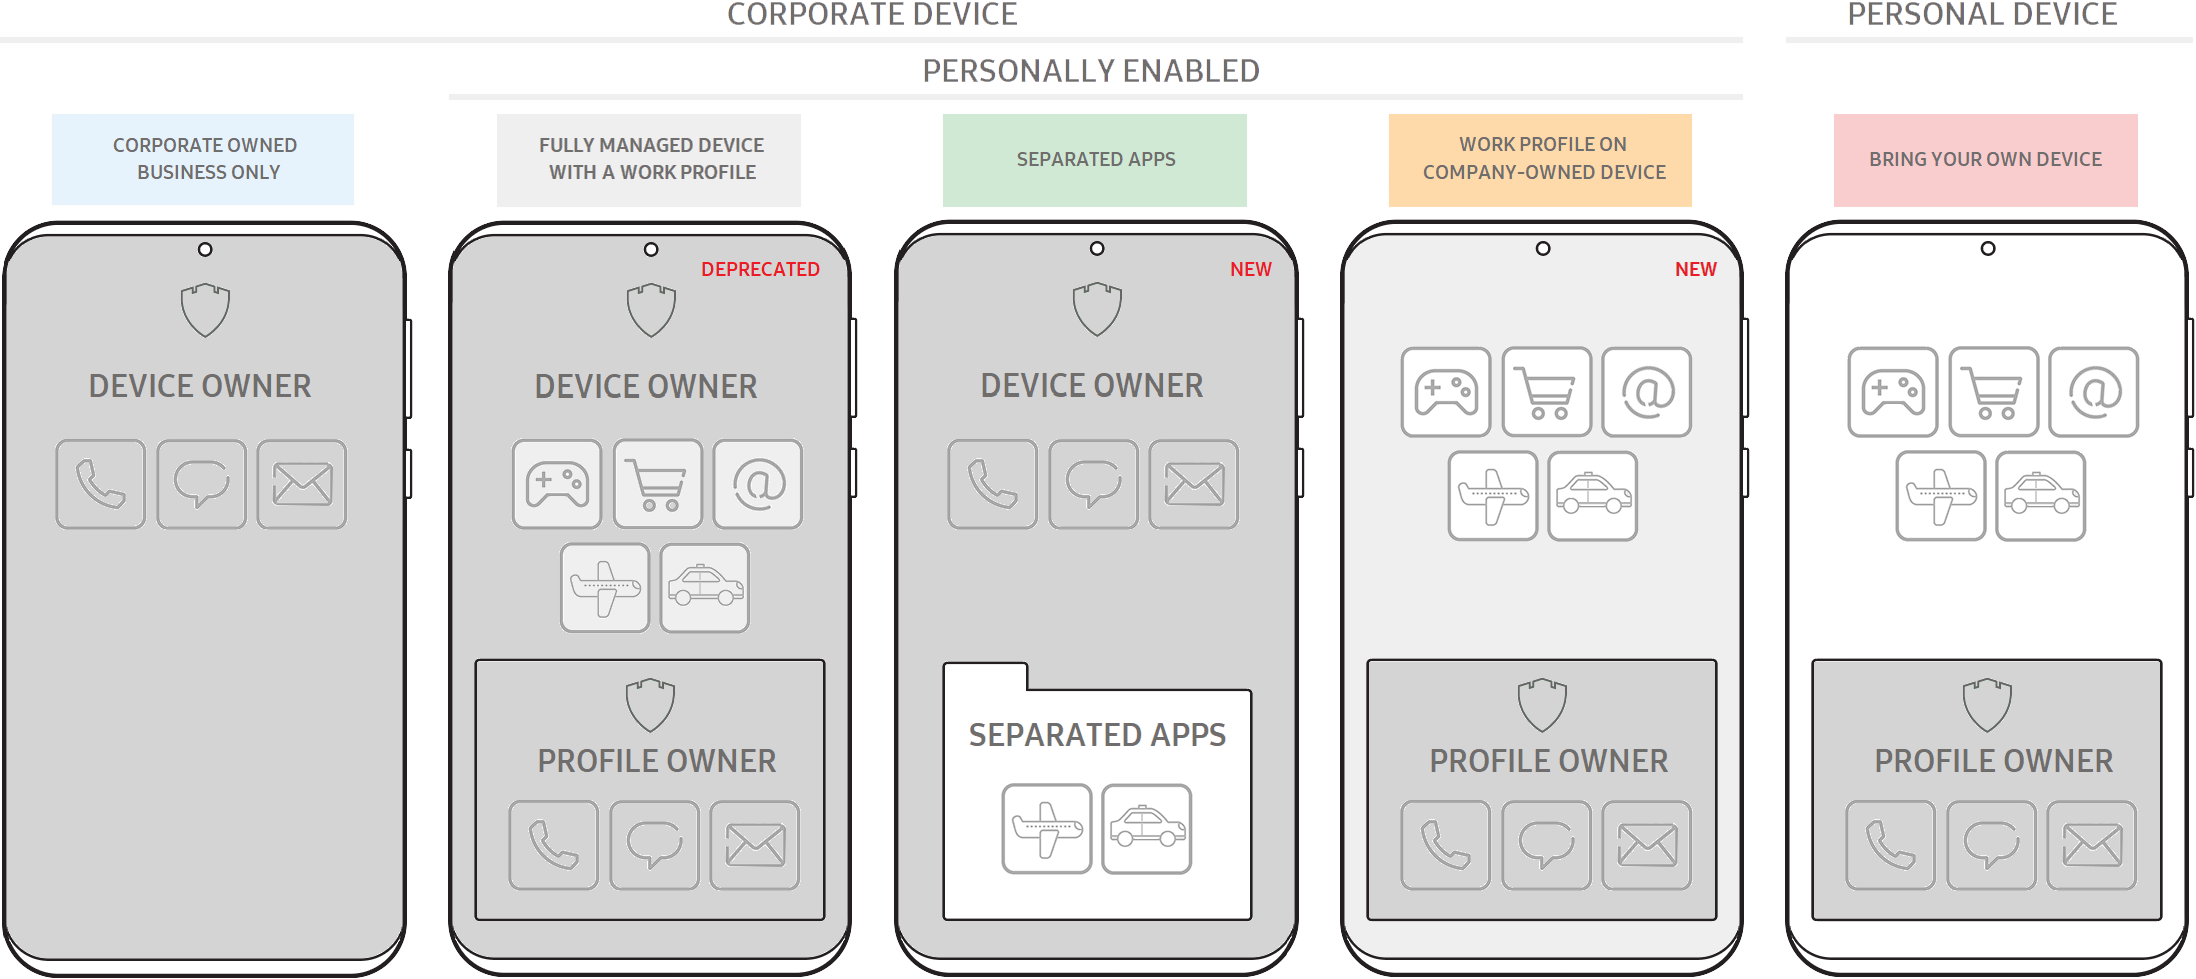 CORPORATE DEVICE
PERSONAL DEVICE
PERSONALLY ENABLED
CORPORATE OWNED
BUSINESS ONLY
FULLY MANAGED DEVICE
WITH A WORK PROFILE
SEPARATED APPS
WORK PROFILE ON
COMPANY-OWNED DEVICE
BRING YOUR OWN DEVICE
DEVICE OWNER
DEPRECATED
DEVICE OWNER
PROFILE OWNER
NEW
DEVICE OWNER
SEPARATED APPS
NEW
PROFILE OWNER
PROFILE OWNER